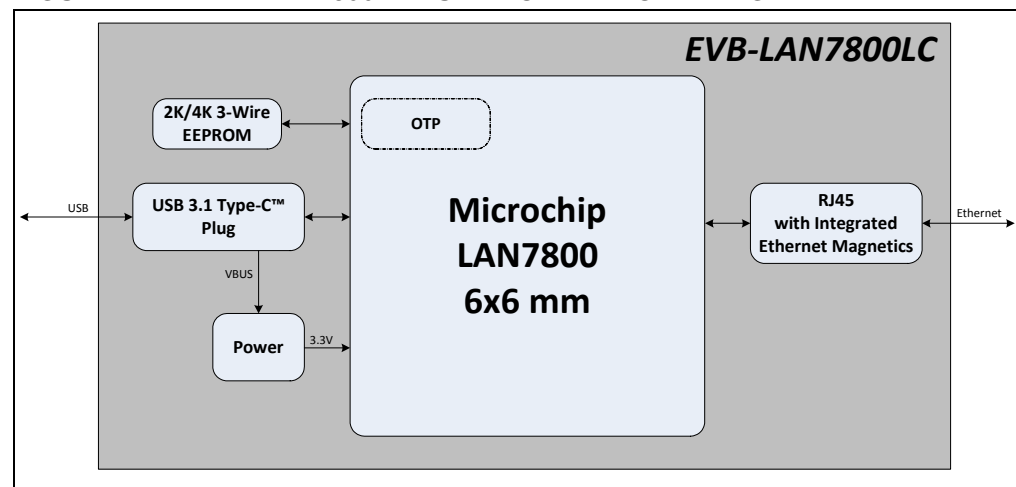 EVB-LAN7800LC
2K/4K 3-Wire
EEPROM
OTP
USB
USB 3.1 Type-C™
Plug
Microchip
LAN7800
6x6 mm
RJ45
with Integrated
Ethernet Magnetics
Ethernet
VBUS
Power
3.3V